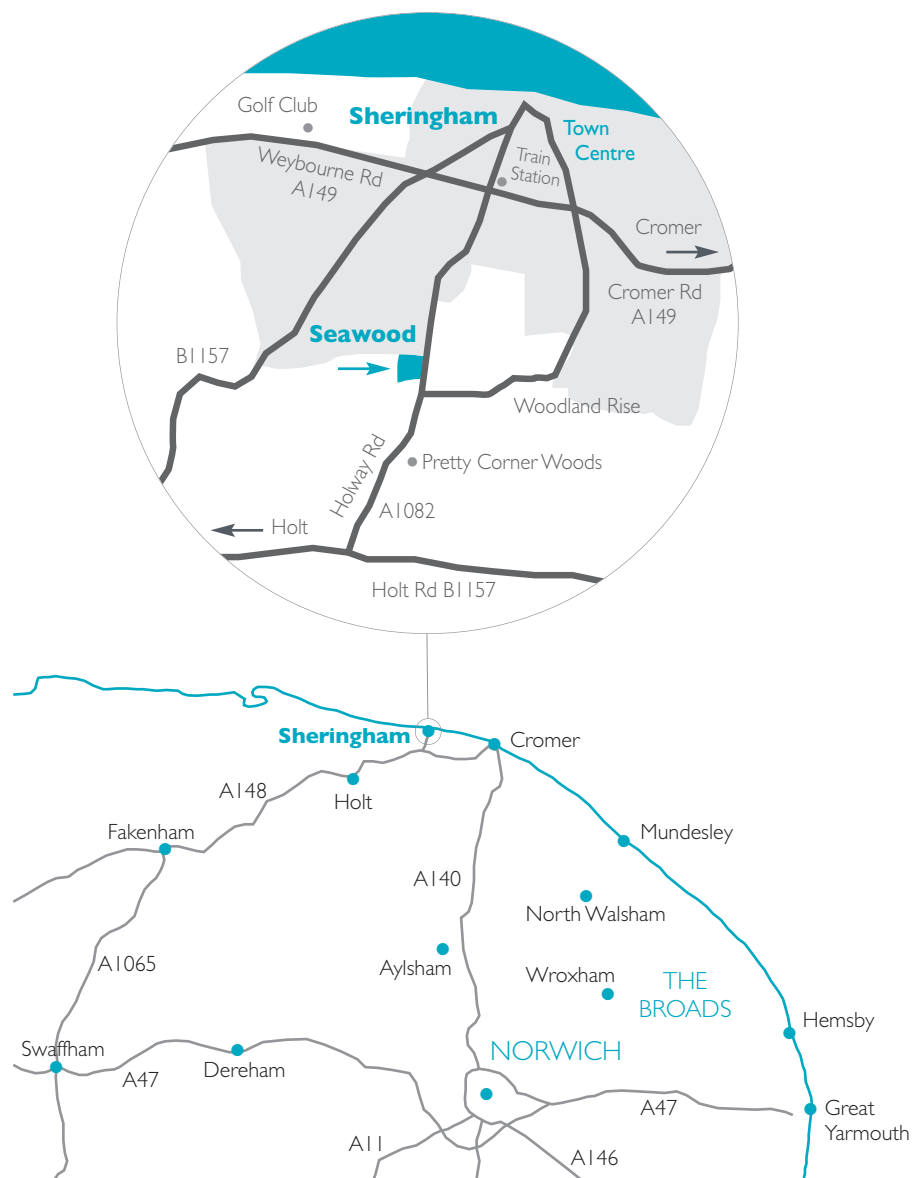 Golf Club
Sheringham
Town
Centre
Train
Station
Weybourne Rd
A149
Cromer
Cromer Rd
A149
Seawood
B1157
Woodland Rise
Holway Rd
Pretty Corner Woods
A1082
Holt
Holt Rd B1157
Sheringham
Cromer
A148
Holt
Fakenham
Mundesley
A140
North Walsham
A1065
Aylsham
Wroxham
THE
BROADS
Hemsby
Swaffham
NORWICH
Dereham
A47
A47
Great
Yarmouth
A11
A146